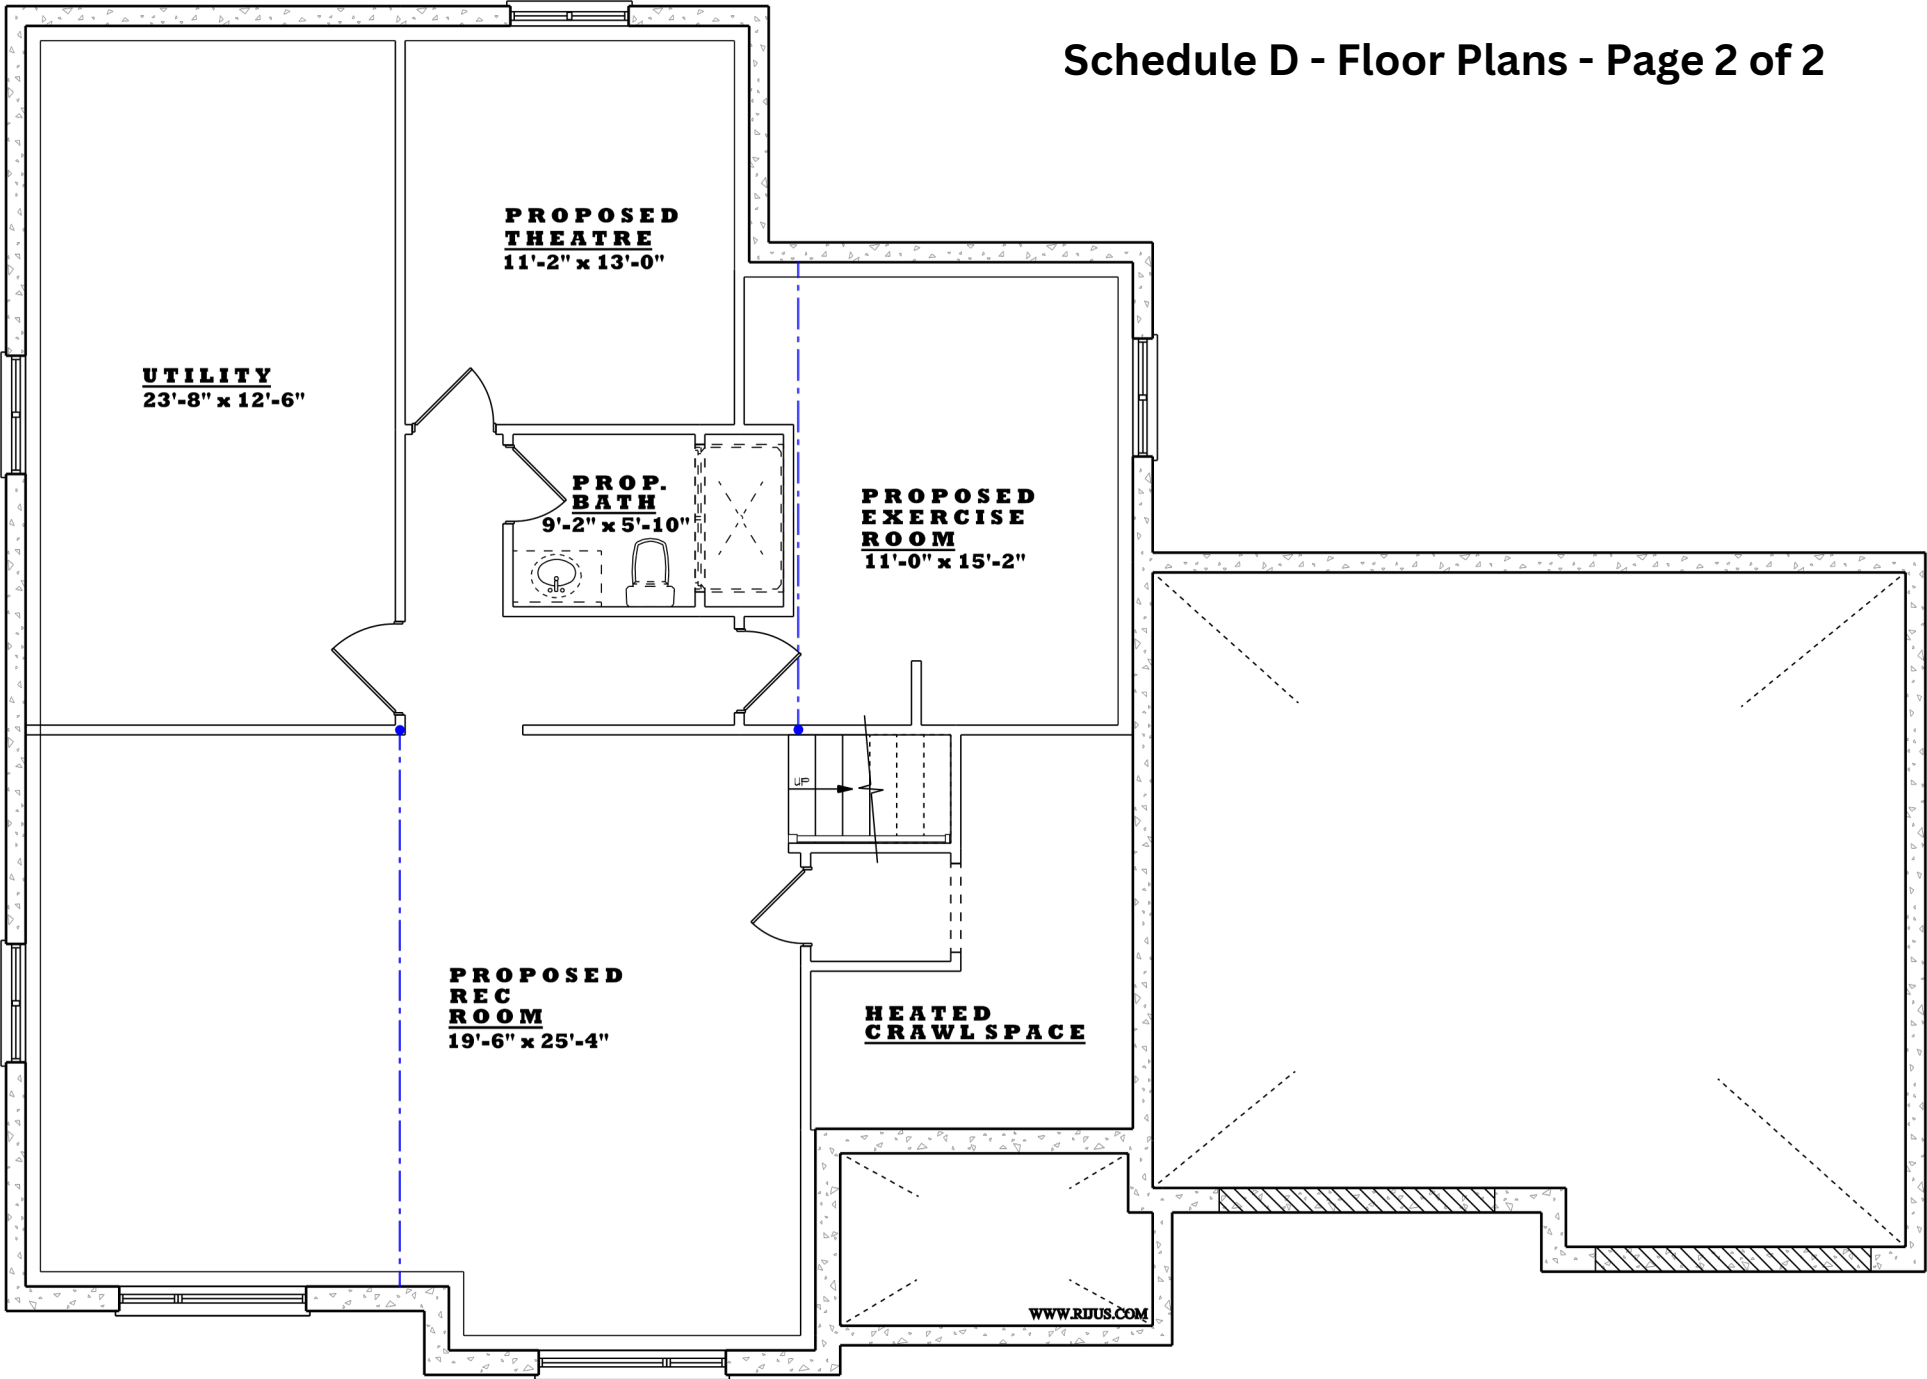 Schedule D - Floor Plans - Page 2 of 2
PROPOSED
THEATRE
11'-2" x 13'-0"
UTILITY
23'-8" x 12'-6"
PROP.
BATH
9'-2" x 5'-10"
PROPOSED
EXERCISE
ROOM
11'-0" x 15'-2"
UP
PROPOSED
REC
ROOM
19'-6" x 25'-4"
HEATED
CRAWL SPACE
WWW.RIJUS.COM